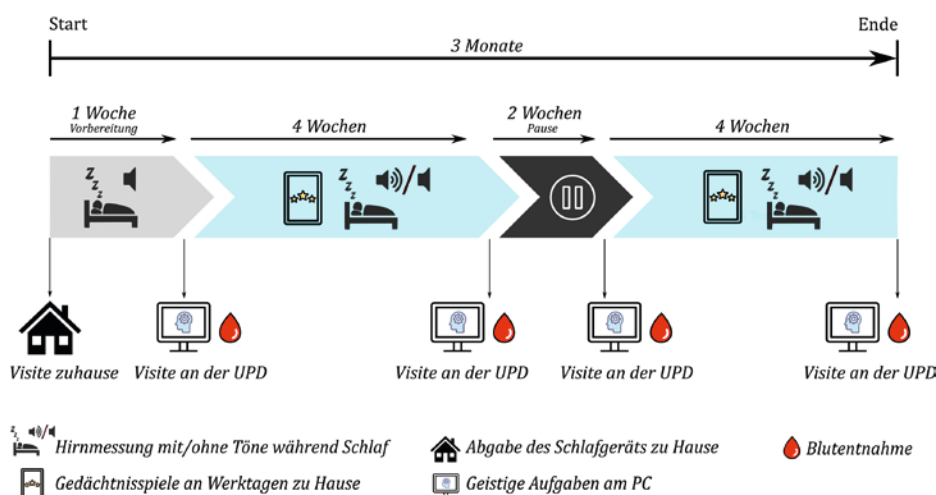 Start
Ende
3 Monate
1 Woche
Vorbereitung
4 Wochen
2 Wochen
Pause
4 Wochen
z z z z
z z z z
z z z z
Visite zuhause
Visite an der UPD
Visite an der UPD
Visite an der UPD
Visite an der UPD
z z z
Hirnmessung mit/ohne Töne während Schlaf
Abgabe des Schlafgeräts zu Hause
Blutentnahme
Gedächtnisspiele an Werktagen zu Hause
Geistige Aufgaben am PC